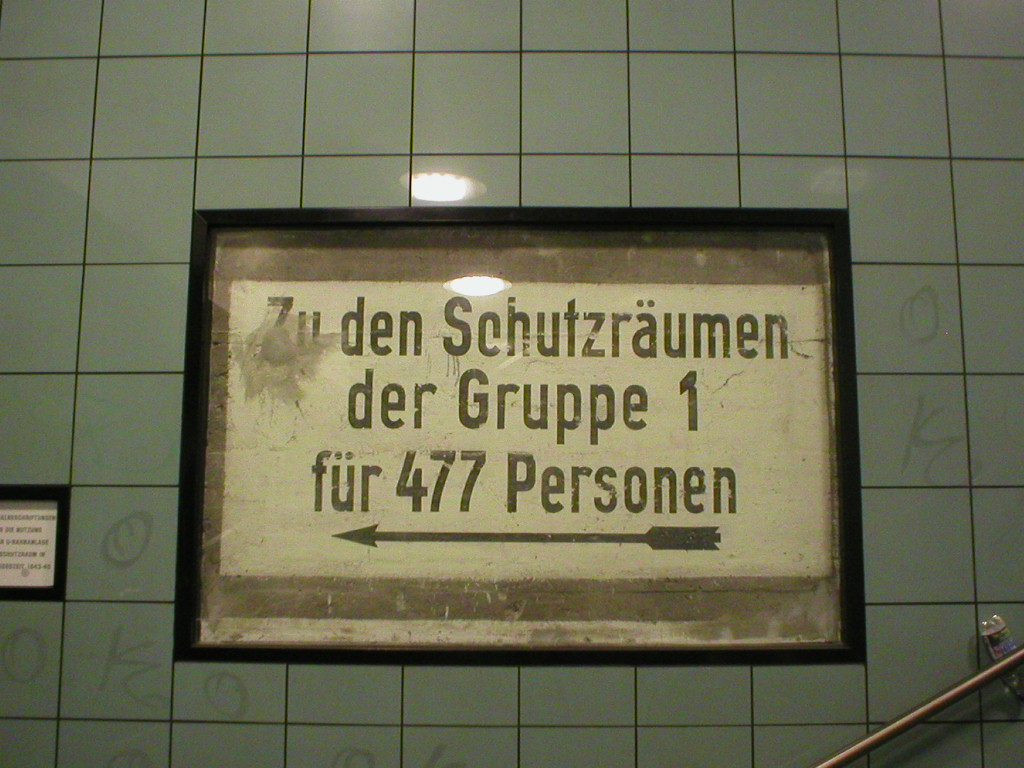 Zu den Schutzräumen
der Gruppe 1
für 477 Personen